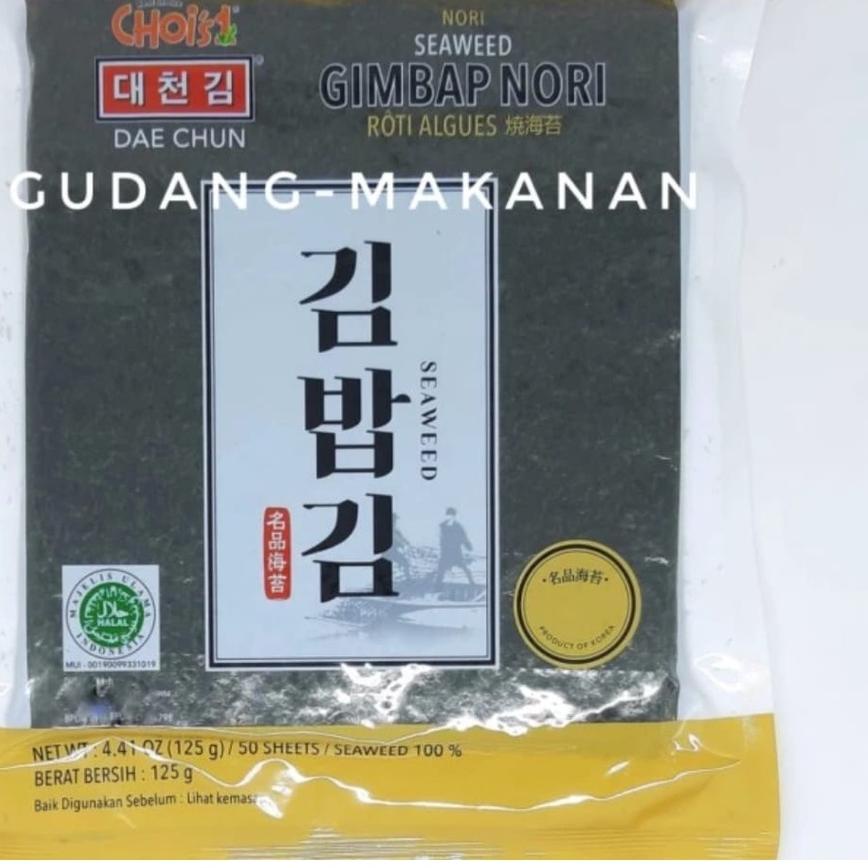 CHOi's1
대천김
DAE CHUN
NORI
SEAWEED
GIMBAP NORI
RÔTI ALGUES 焼海苔
GUDANG-MAKANAN
김밥김
SEAWEED
名品海苔
MAJELIS ULAMA
حلال
HALAL
INDONESIA
MUI - 00190099331019
·名品海苔·
PRODUCT OF KOREA
NET WT : 4.41 OZ (125 g) / 50 SHEETS / SEAWEED 100 %
BERAT BERSIH : 125 g
Baik Digunakan Sebelum : Lihat